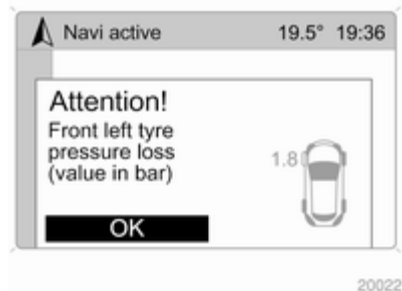 Navi active 19.5° 19:36
Attention!
Front left tyre
pressure loss
(value in bar)
1.8
OK
20022